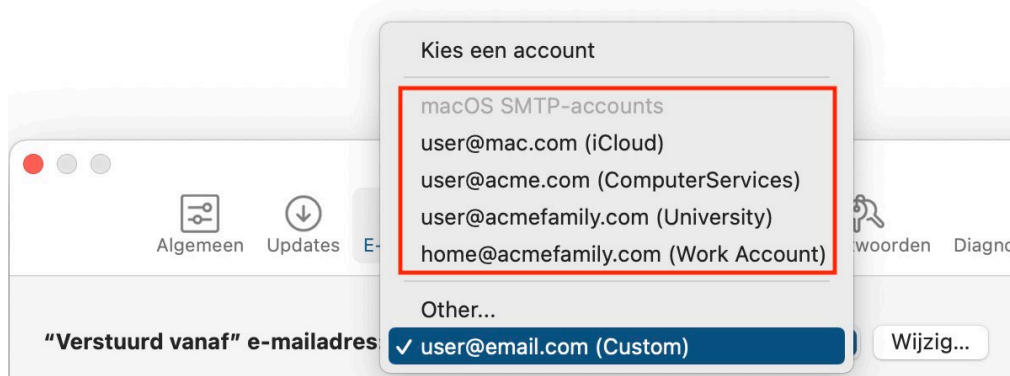 Kies een account
macOS SMTP-accounts
user@mac.com (iCloud)
user@acme.com (ComputerServices)
user@acmefamily.com (University)
home@acmefamily.com (Work Account)
Algemeen Updates E-
woorden Diagno
Other...
"Verstuurd vanaf" e-mailadres:
✓ user@email.com (Custom)
Wijzig...